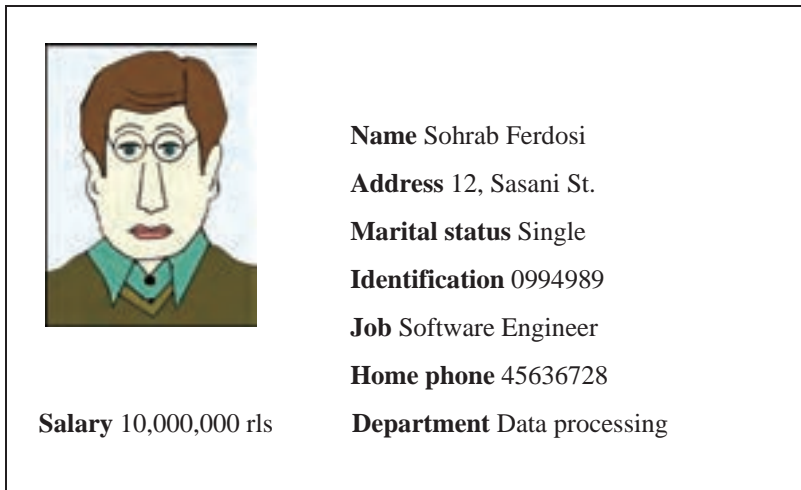 Name Sohrab Ferdosi
Address 12, Sasani St.
Marital status Single
Identification 0994989
Job Software Engineer
Home phone 45636728
Salary 10,000,000 rls
Department Data processing